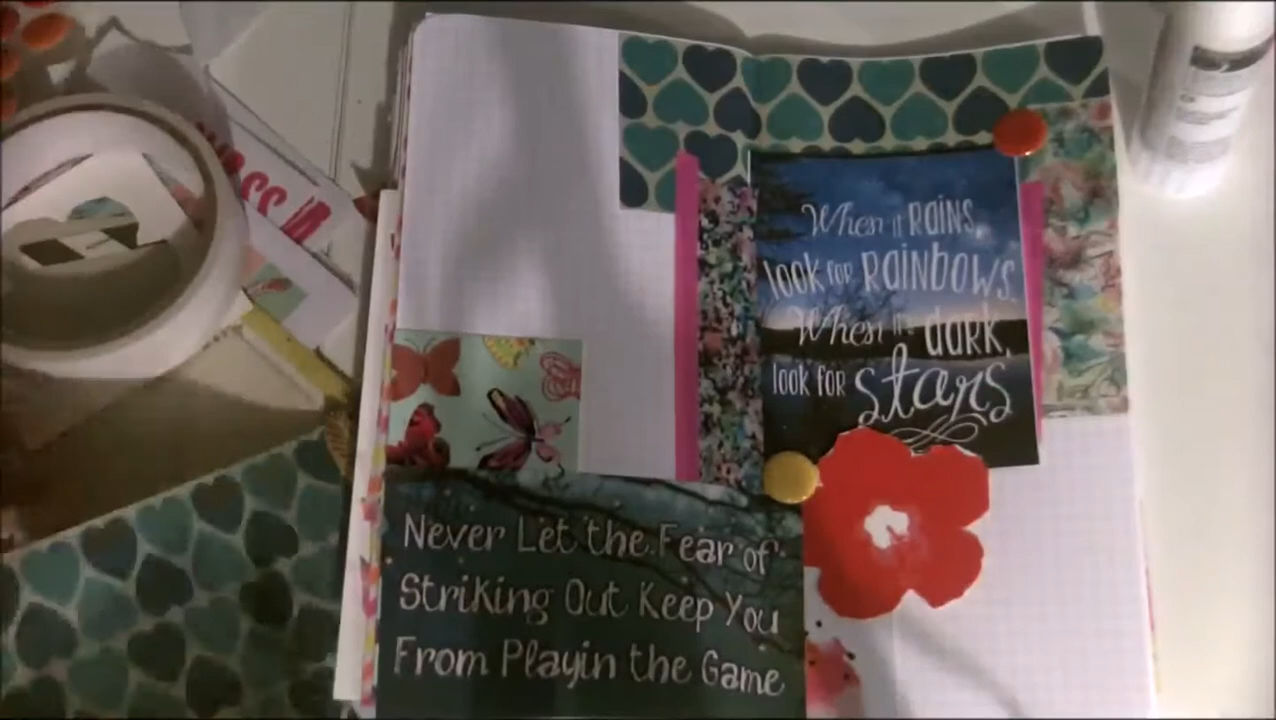 When it RAINS,
look for RAINBOWS.
When it's dark,
look for stars
Never Let the Fear of
Striking Out Keep You
From Playin the Game